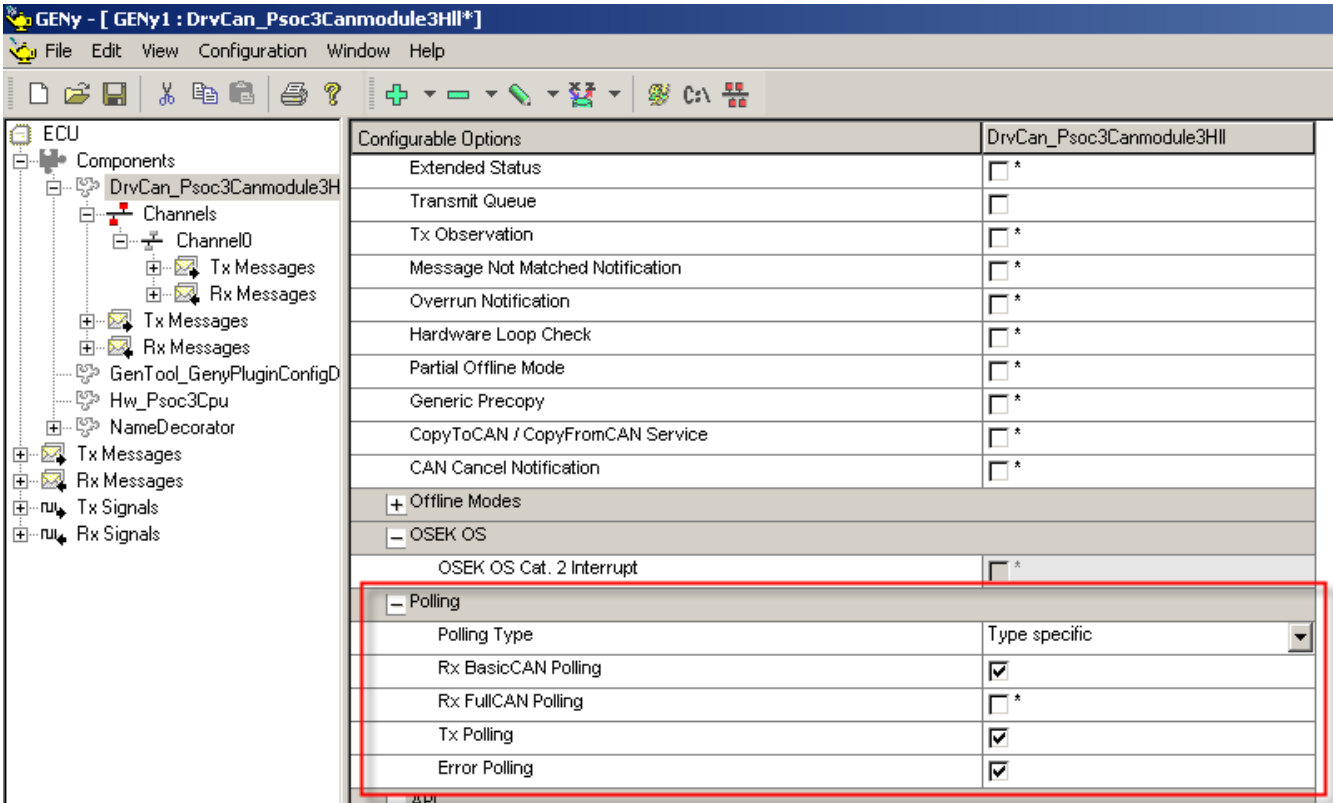 GENy - [ GENy1 : DrvCan_Psoc3Canmodule3Hll*]
File Edit View Configuration Window Help
C:\
ECU
Components
DrvCan_Psoc3Canmodule3H
Channels
Channel0
Tx Messages
Rx Messages
Tx Messages
Rx Messages
GenTool_GenyPluginConfigD
Hw_Psoc3Cpu
NameDecorator
Tx Messages
Rx Messages
Tx Signals
Rx Signals
Configurable Options DrvCan_Psoc3Canmodule3Hll
Extended Status *
Transmit Queue
Tx Observation *
Message Not Matched Notification *
Overrun Notification *
Hardware Loop Check *
Partial Offline Mode *
Generic Precopy *
CopyToCAN / CopyFromCAN Service *
CAN Cancel Notification *
Offline Modes
OSEK OS
OSEK OS Cat. 2 Interrupt *
Polling
Polling Type Type specific
Rx BasicCAN Polling
Rx FullCAN Polling *
Tx Polling
Error Polling
API